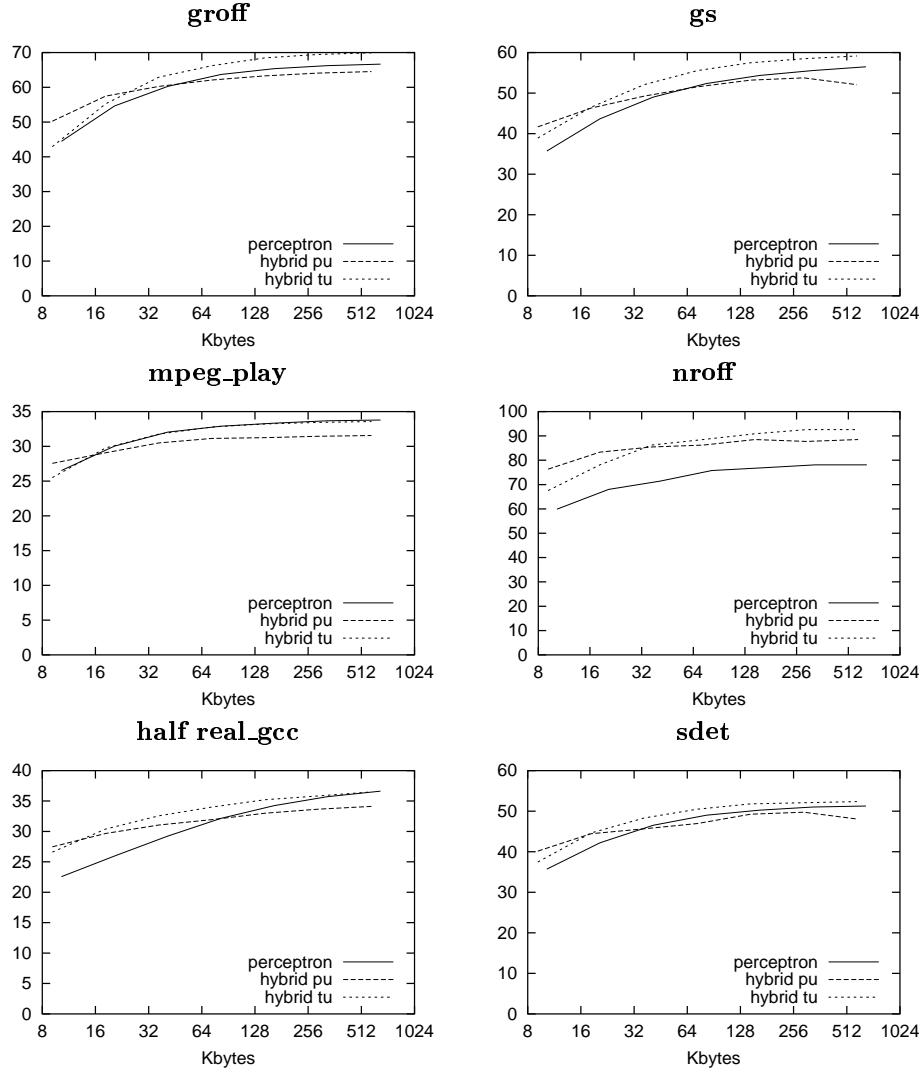 groff
70
60
50
40
30
20
10
0
perceptron
hybrid pu
hybrid tu
8 16 32 64 128 256 512 1024
Kbytes
gs
60
50
40
30
20
10
0
perceptron
hybrid pu
hybrid tu
8 16 32 64 128 256 512 1024
Kbytes
mpeg_play
35
30
25
20
15
10
5
0
perceptron
hybrid pu
hybrid tu
8 16 32 64 128 256 512 1024
Kbytes
nroff
100
90
80
70
60
50
40
30
20
10
0
perceptron
hybrid pu
hybrid tu
8 16 32 64 128 256 512 1024
Kbytes
half real_gcc
40
35
30
25
20
15
10
5
0
perceptron
hybrid pu
hybrid tu
8 16 32 64 128 256 512 1024
Kbytes
sdet
60
50
40
30
20
10
0
perceptron
hybrid pu
hybrid tu
8 16 32 64 128 256 512 1024
Kbytes